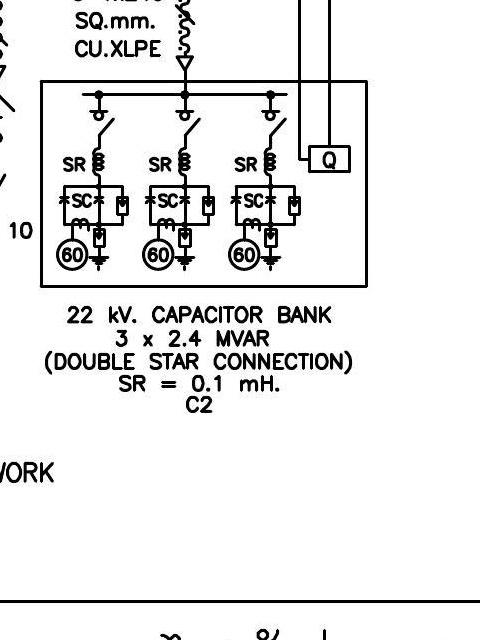 SQ.mm.
CU.XLPE
SR SR SR Q
SC SC SC
10
60 60 60
22 kV. CAPACITOR BANK
3 x 2.4 MVAR
(DOUBLE STAR CONNECTION)
SR = 0.1 mH.
C2